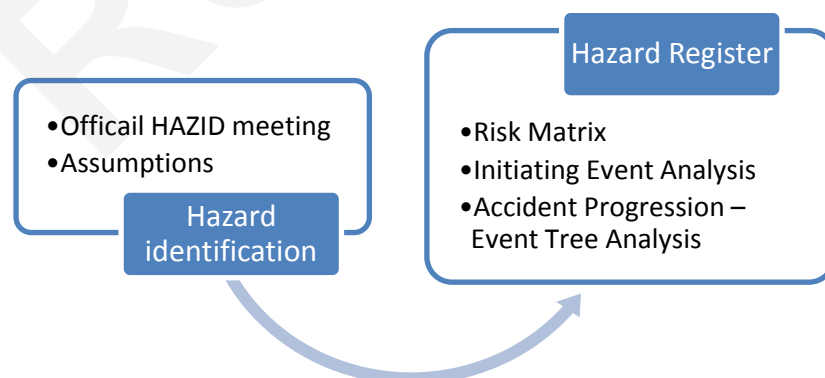 •Officail HAZID meeting
•Assumptions
Hazard
identification
Hazard Register
•Risk Matrix
•Initiating Event Analysis
•Accident Progression –
Event Tree Analysis